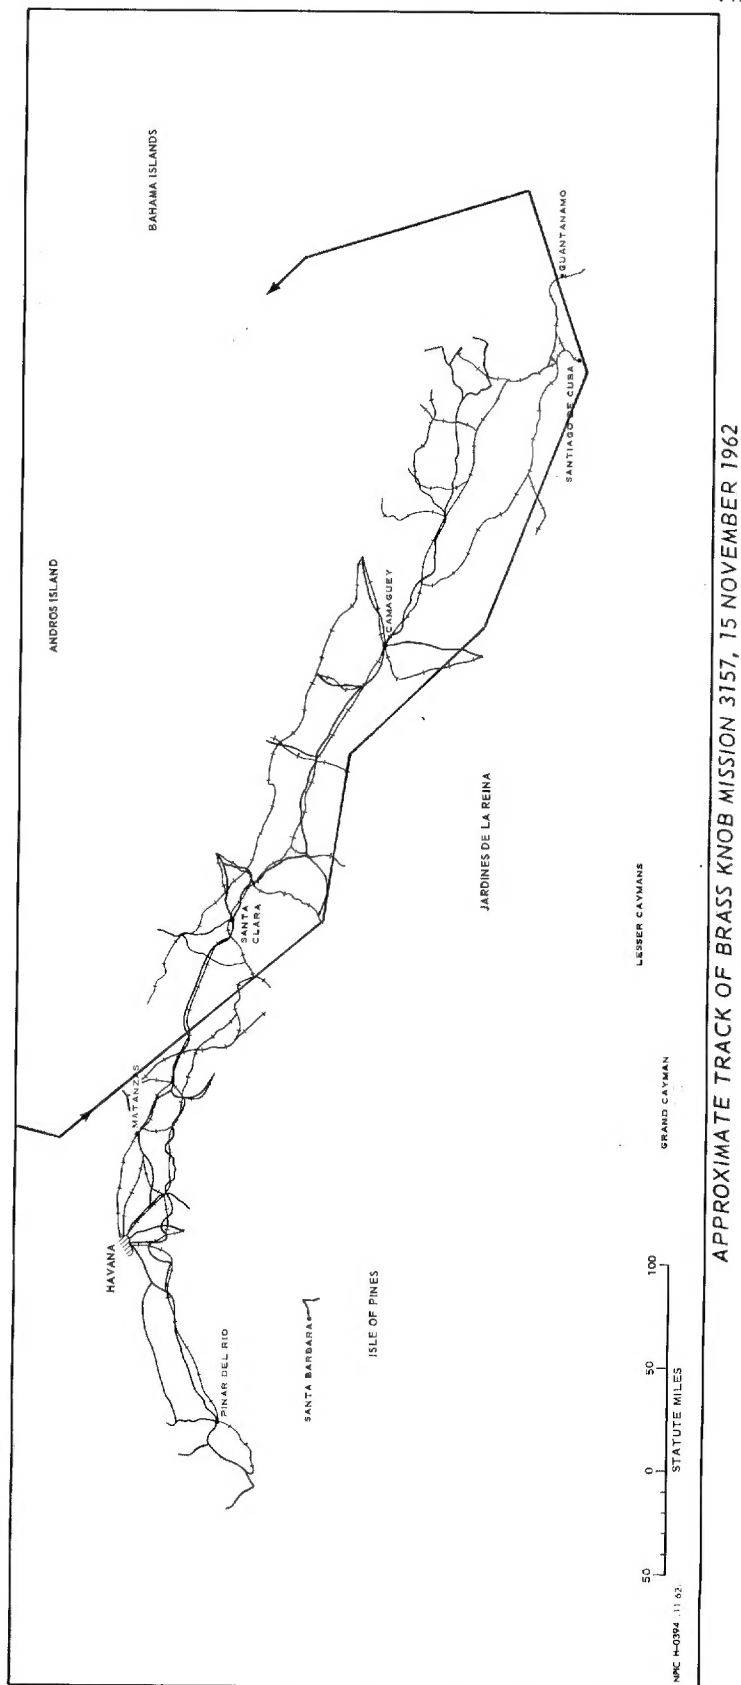 BAHAMA ISLANDS
ANDROS ISLAND
HAVANA
MATANZAS
SANTA
CLARA
CAMAGUEY
GUANTANAMO
SANTIAGO DE CUBA
PINAR DEL RIO
SANTA BARBARA
ISLE OF PINES
JARDINES DE LA REINA
LESSER CAYMANS
GRAND CAYMAN
50 0 50 100
STATUTE MILES
NPIC H-0394 11 62
APPROXIMATE TRACK OF BRASS KNOB MISSION 3157, 15 NOVEMBER 1962